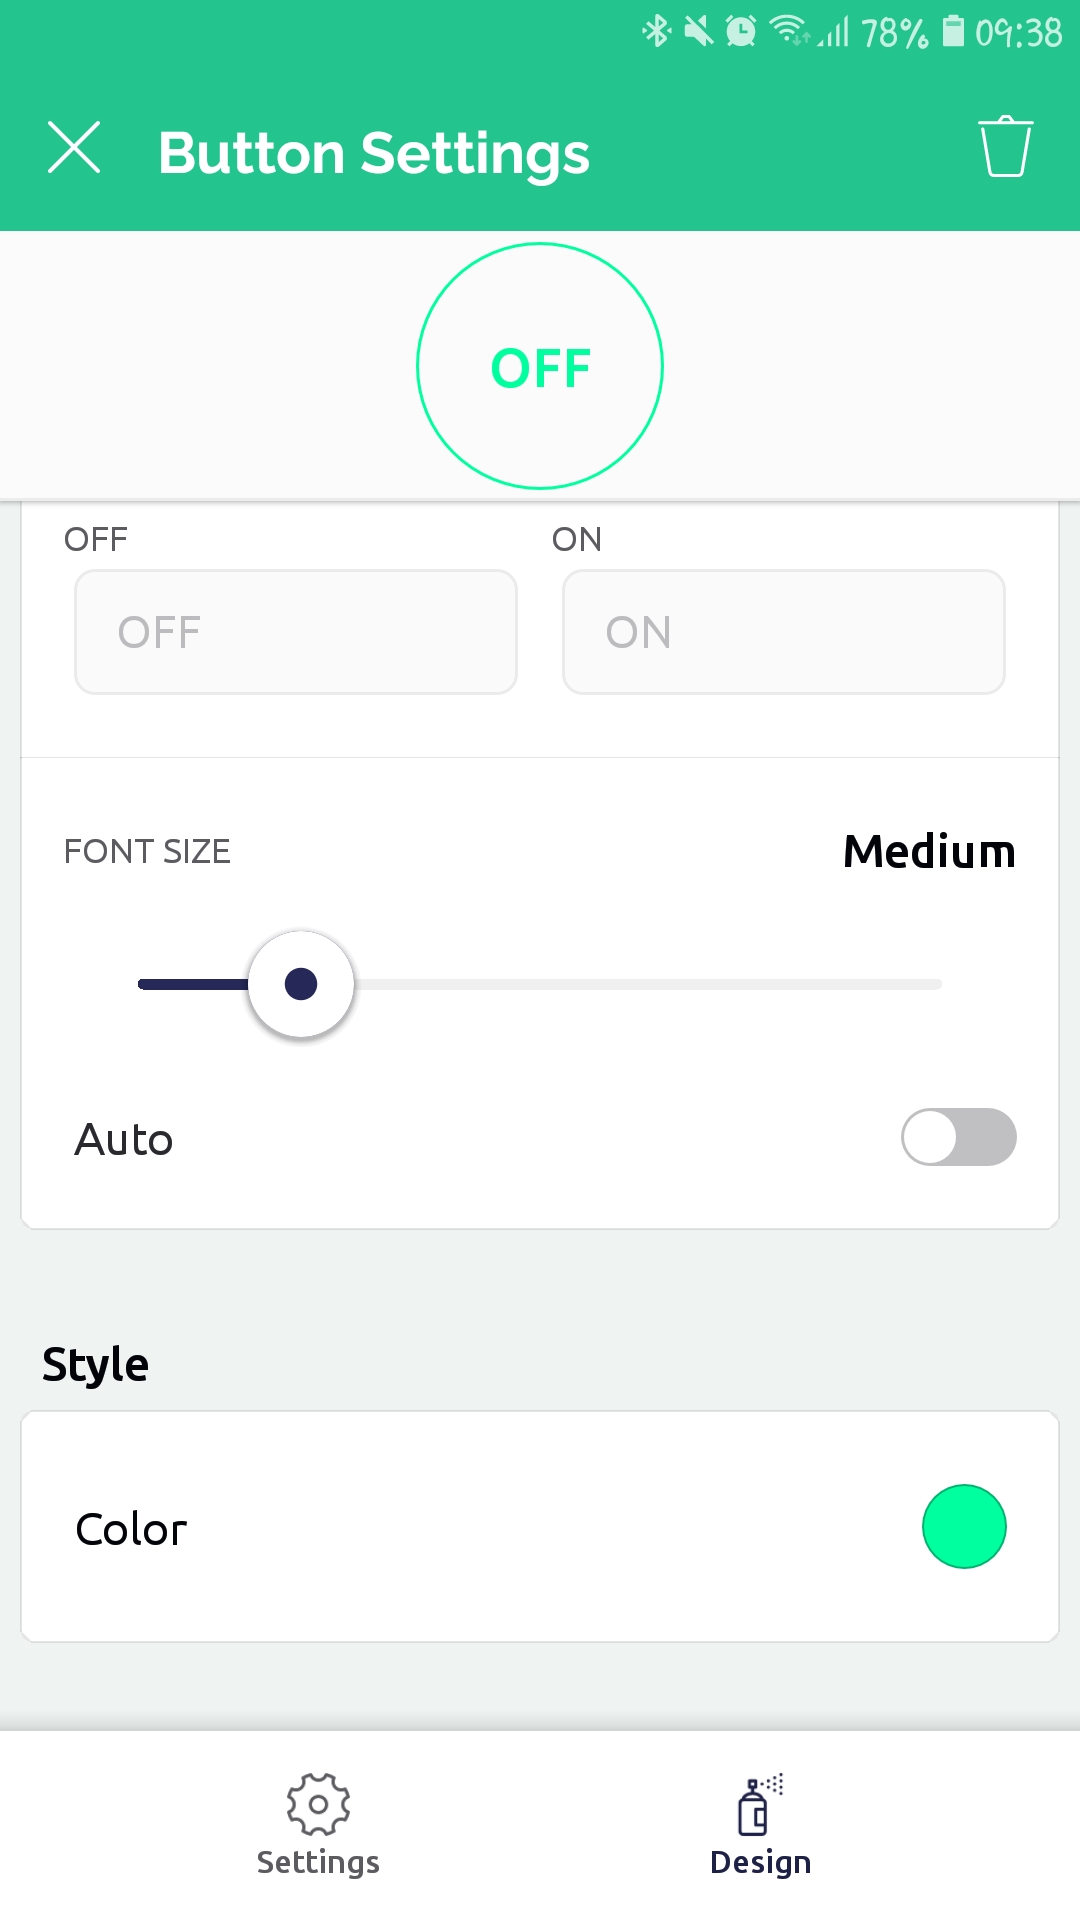 78% 09:38
Button Settings
OFF
OFF ON
OFF ON
FONT SIZE Medium
Auto
Style
Color
Settings Design